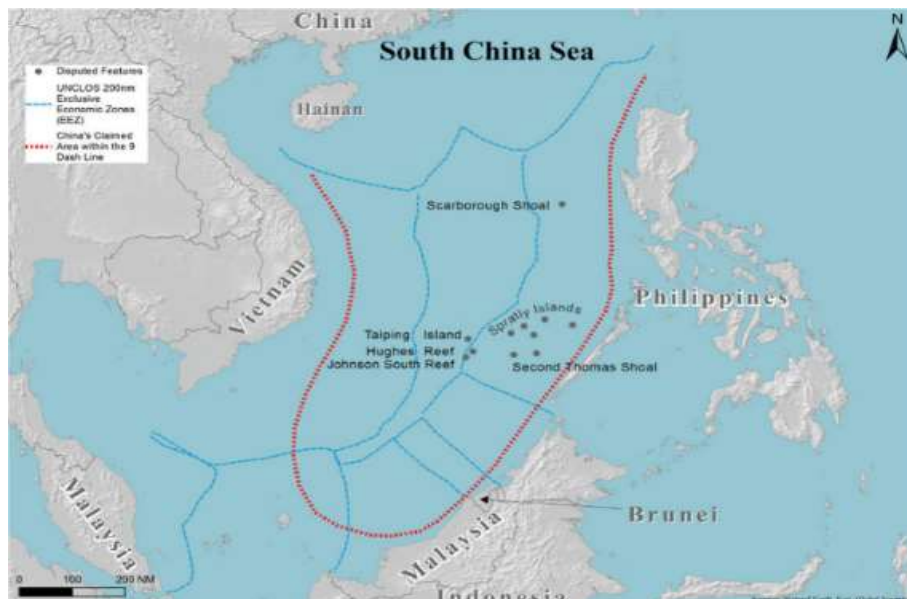 China
South China Sea
N
Disputed Features
UNCLOS 200nm
Exclusive
Economic Zones
(EEZ)
China's Claimed
Area within the 9
Dash Line
Hainan
Scarborough Shoal
Vietnam
Philippines
Spratly Islands
Taiping Island
Hughes Reef
Johnson South Reef
Second Thomas Shoal
Malaysia
Malaysia
Brunei
Indonesia
0 100 200 NM